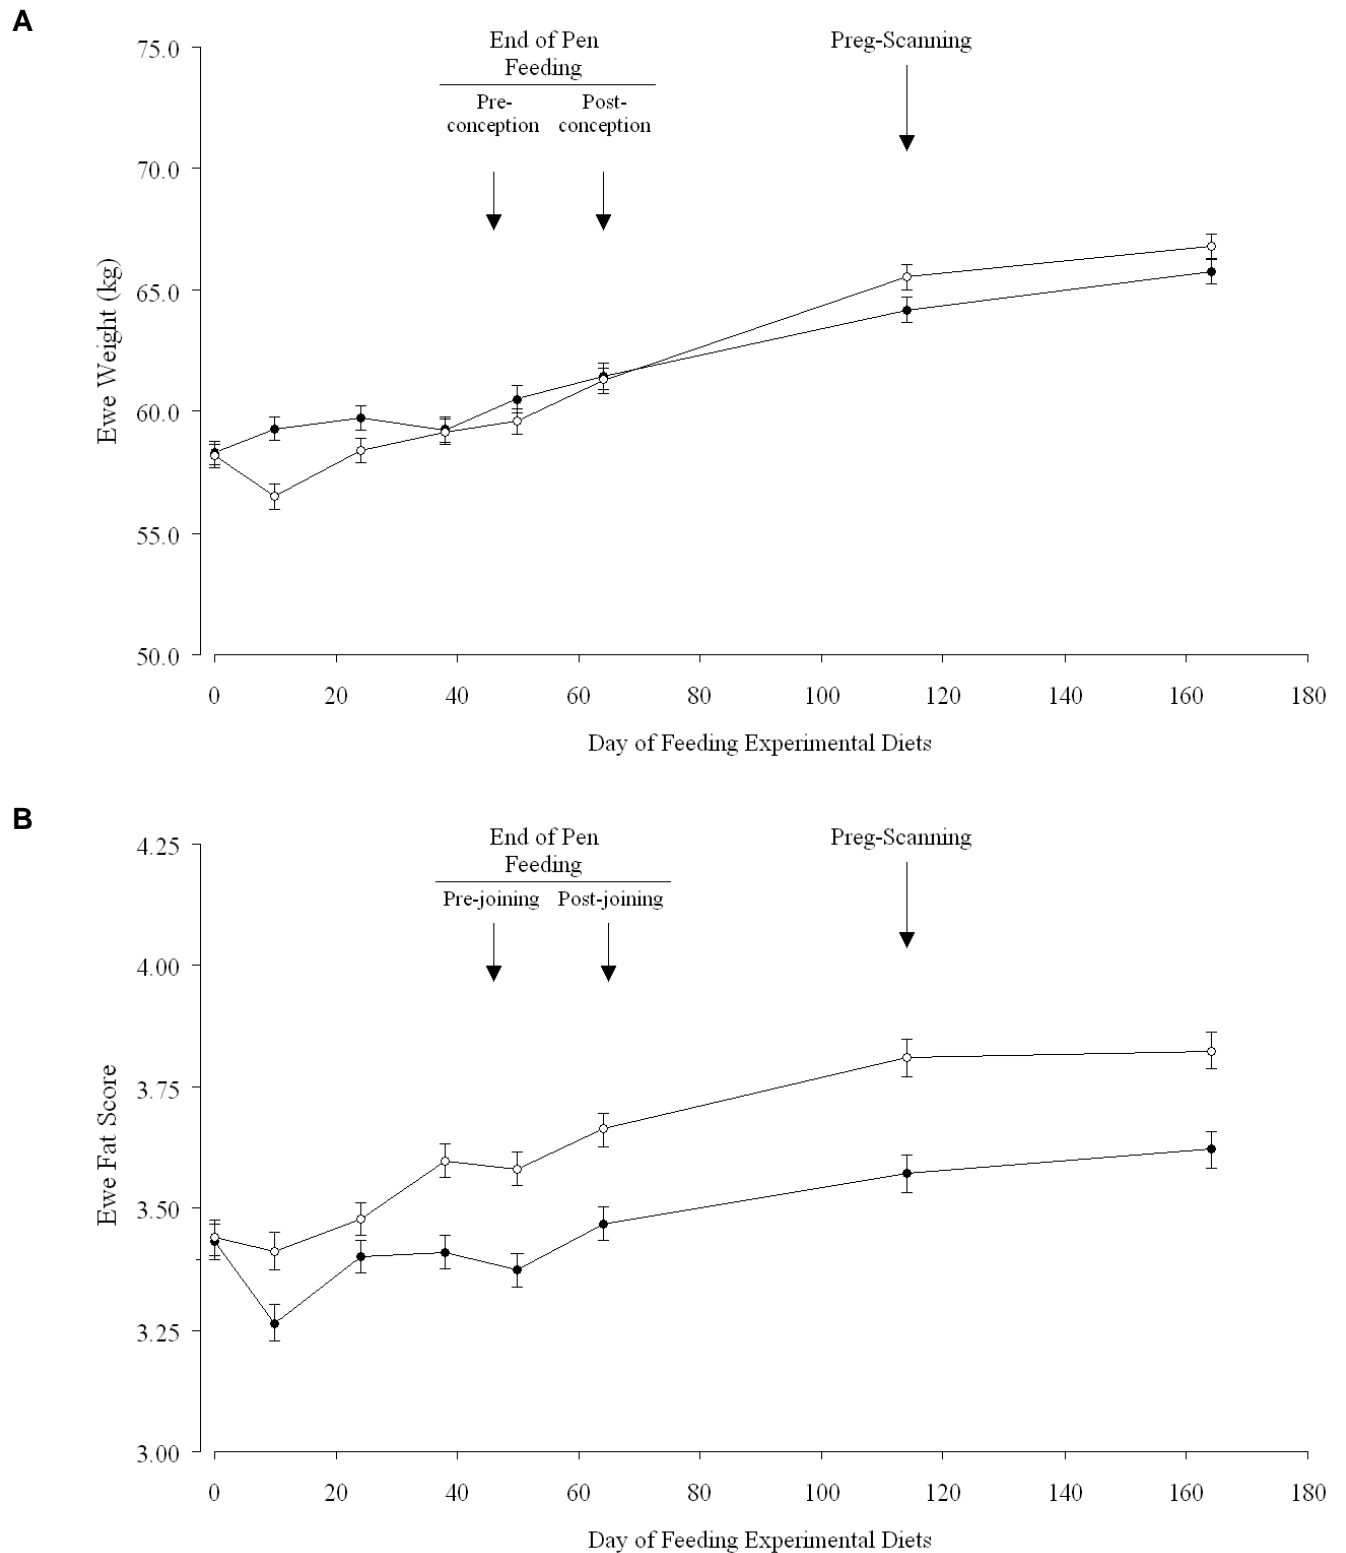 A
End of Pen
Feeding
Preg-Scanning
Pre-
conception
Post-
conception
75.0
70.0
65.0
60.0
55.0
50.0
Ewe Weight (kg)
0 20 40 60 80 100 120 140 160 180
Day of Feeding Experimental Diets
B
End of Pen
Feeding
Preg-Scanning
Pre-joining Post-joining
4.25
4.00
3.75
3.50
3.25
3.00
Ewe Fat Score
0 20 40 60 80 100 120 140 160 180
Day of Feeding Experimental Diets